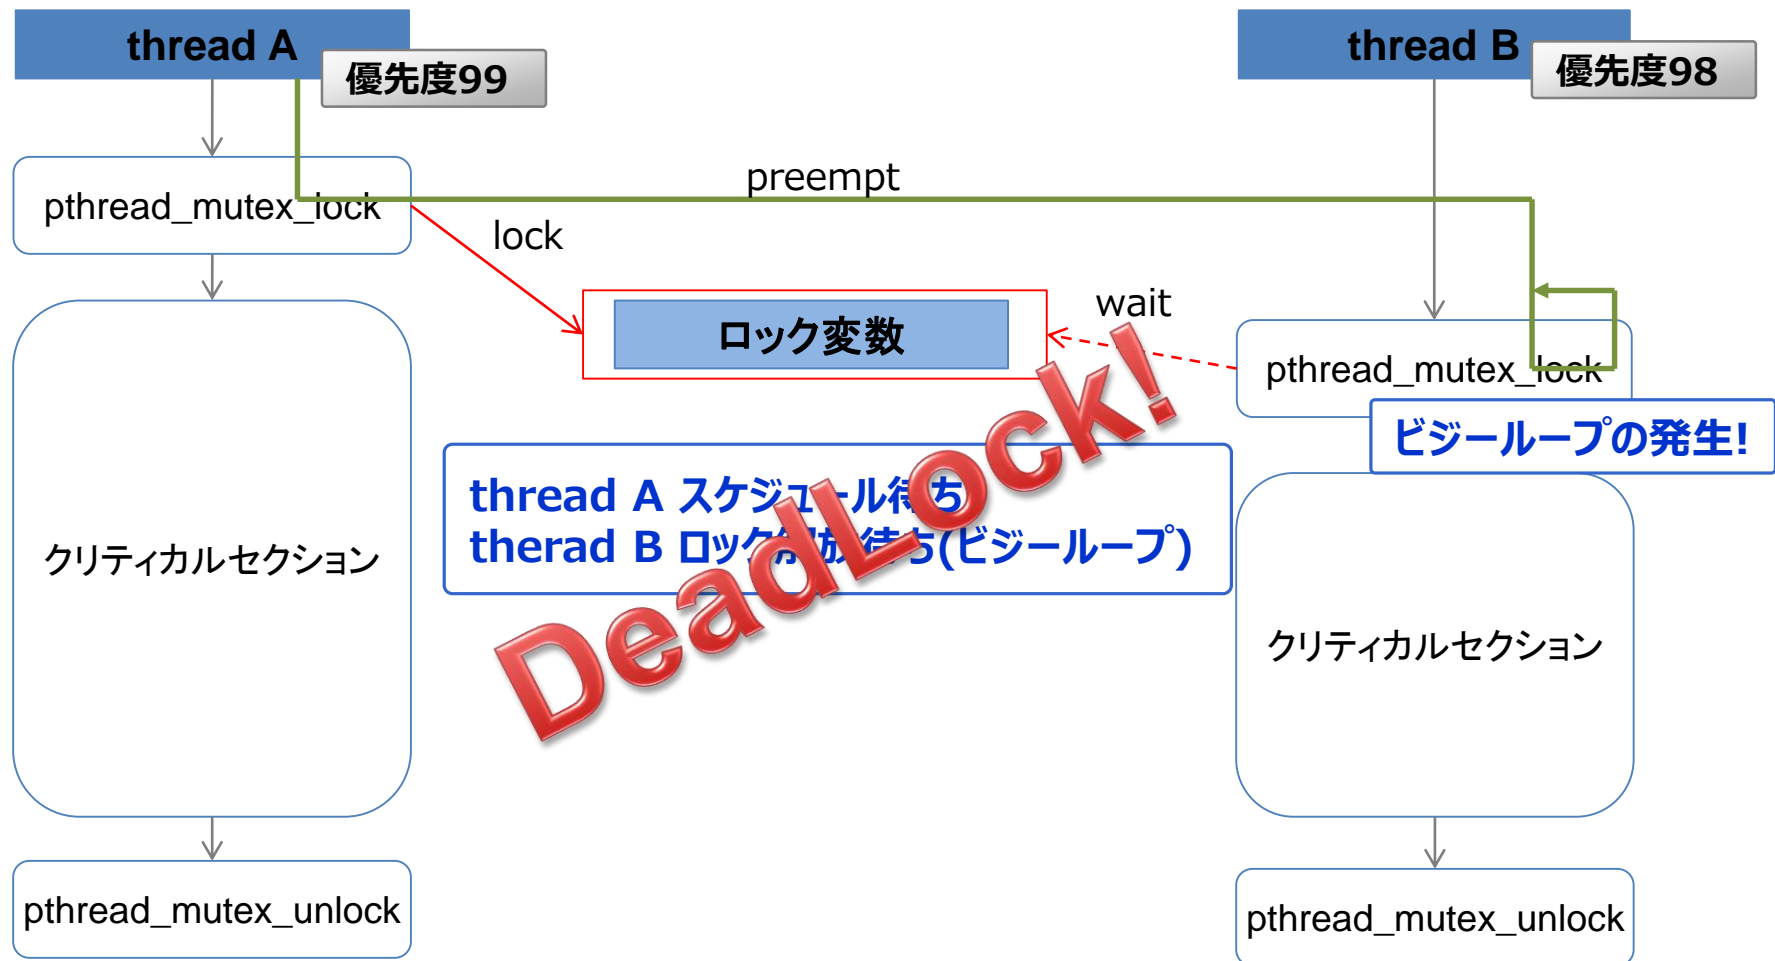 thread A
優先度99
thread B
優先度98
pthread_mutex_lock
preempt
lock
ロック変数
wait
pthread_mutex_lock
ビジーループの発生!
thread A スケジュール待ち
therad B ロック解放待ち(ビジーループ)
DeadLock!
クリティカルセクション
クリティカルセクション
pthread_mutex_unlock
pthread_mutex_unlock